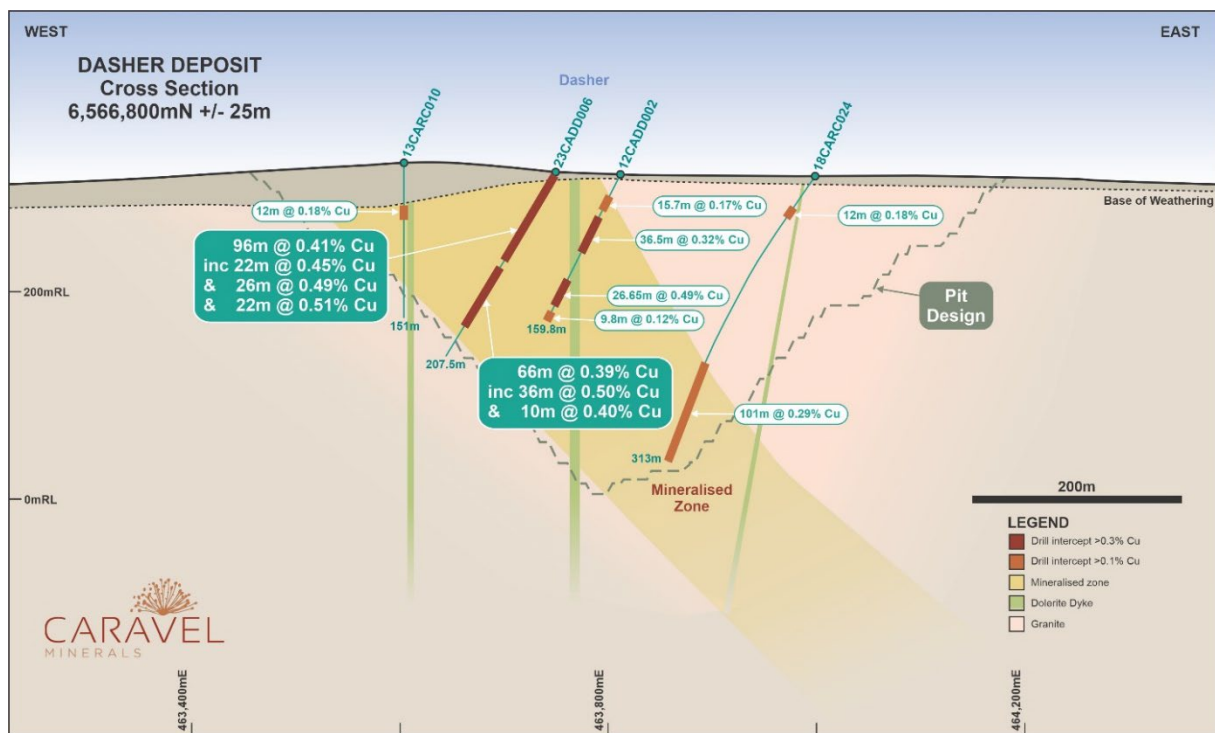 WEST
EAST
DASHER DEPOSIT
Cross Section
6,566,800mN +/- 25m
Dasher
13CARC010
23CADD006
12CADD002
18CARC024
Base of Weathering
12m @ 0.18% Cu
15.7m @ 0.17% Cu
12m @ 0.18% Cu
96m @ 0.41% Cu
inc 22m @ 0.45% Cu
& 26m @ 0.49% Cu
& 22m @ 0.51% Cu
36.5m @ 0.32% Cu
26.65m @ 0.49% Cu
9.8m @ 0.12% Cu
200mRL
151m
159.8m
207.5m
Pit
Design
66m @ 0.39% Cu
inc 36m @ 0.50% Cu
& 10m @ 0.40% Cu
101m @ 0.29% Cu
313m
0mRL
Mineralised
Zone
200m
LEGEND
Drill intercept >0.3% Cu
Drill intercept >0.1% Cu
Mineralised zone
Dolerite Dyke
Granite
CARAVEL
MINERALS
463,400mE
463,800mE
464,200mE